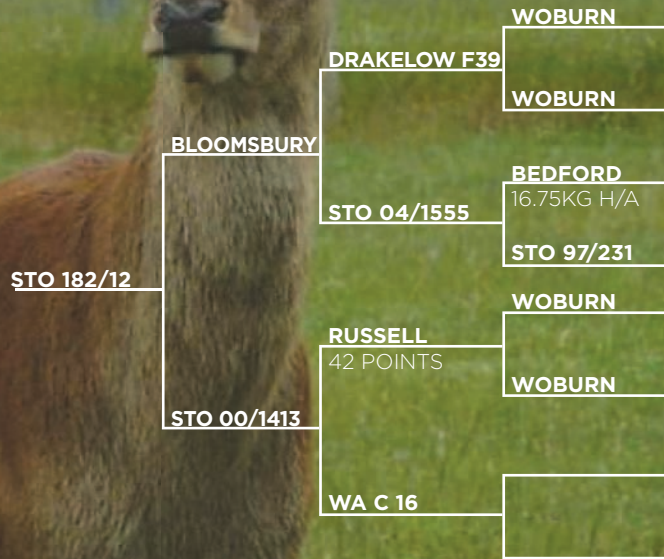 WOBURN
DRAKELOW F39
WOBURN
BLOOMSBURY
BEDFORD
16.75KG H/A
STO 04/1555
STO 97/231
STO 182/12
WOBURN
RUSSELL
42 POINTS
WOBURN
STO 00/1413
WA C 16